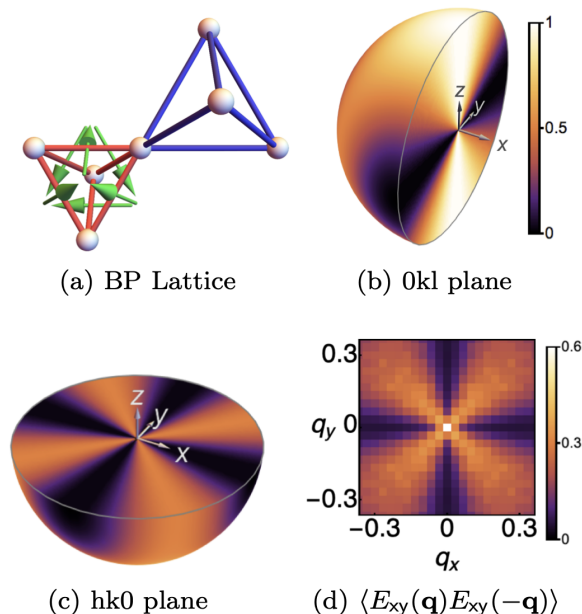 1
z
y
x
0.5
0
(a) BP Lattice
(b) 0kl plane
z
y
x
0.3
q_y 0
−0.3
−0.3
0
0.3
q_x
0.6
0.3
0
(c) hk0 plane
(d) ⟨E_xy(q)E_xy(−q)⟩